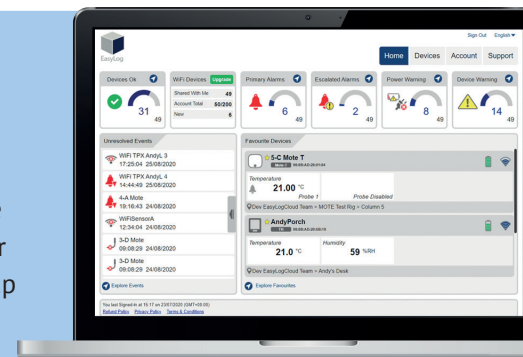 Sign Out English
EasyLog
Home Devices Account Support
Devices Ok
31
49
WiFi Devices Upgrade
Shared With Me 49
Account Total 50/200
New 6
Primary Alarms
6
49
Escalated Alarms
2
49
Power Warning
8
49
Device Warning
14
49
Unresolved Events
WiFi TPX AndyL 3
17:25:04 25/08/2020
WiFi TPX AndyL 4
14:44:49 25/08/2020
4-A Mote
19:16:43 24/08/2020
WiFiSensorA
12:34:04 24/08/2020
3-D Mote
09:08:29 24/08/2020
3-D Mote
09:08:29 24/08/2020
Explore Events
Favourite Devices
5-C Mote T
Temperature
21.00 °C
Probe 1 Probe Disabled
Dev EasyLogCloud Team > MOTE Test Rig > Column 5
AndyPorch
Temperature Humidity
21.0 °C 59 %RH
Dev EasyLogCloud Team > Andy's Desk
Explore Favourites
You last Signed-In at 15:17 on 23/07/2020 (GMT+00:00)
Refund Policy Privacy Policy Terms & Conditions